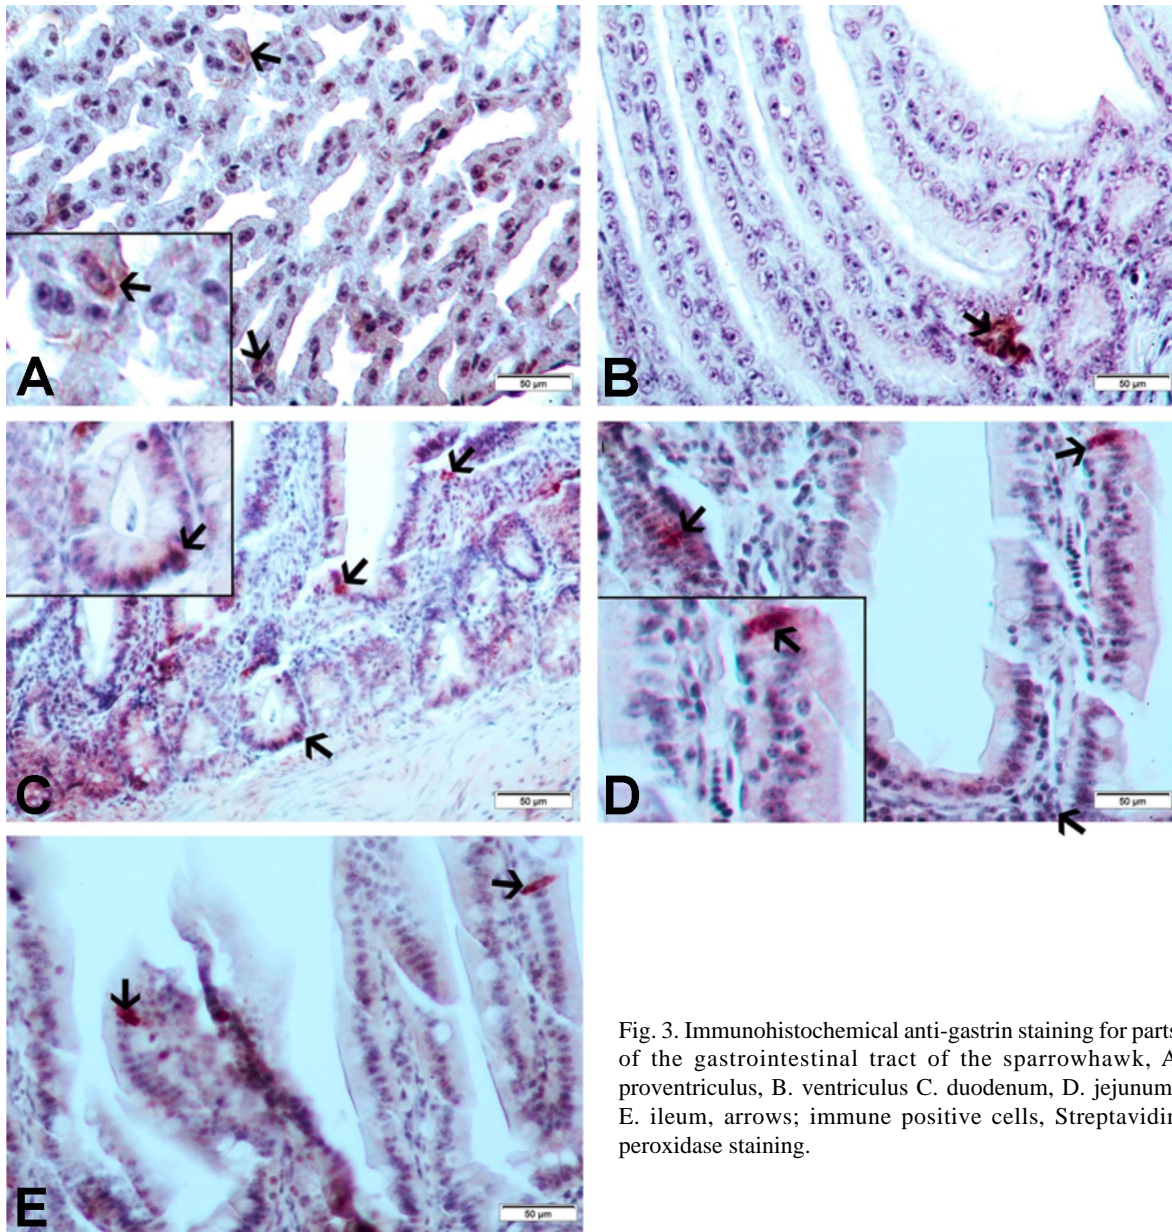 A
50 µm
B
50 µm
C
50 µm
D
50 µm
E
50 µm
Fig. 3. Immunohistochemical anti-gastrin staining for parts
of the gastrointestinal tract of the sparrowhawk, A
proventriculus, B. ventriculus C. duodenum, D. jejunum
E. ileum, arrows; immune positive cells, Streptavidin
peroxidase staining.